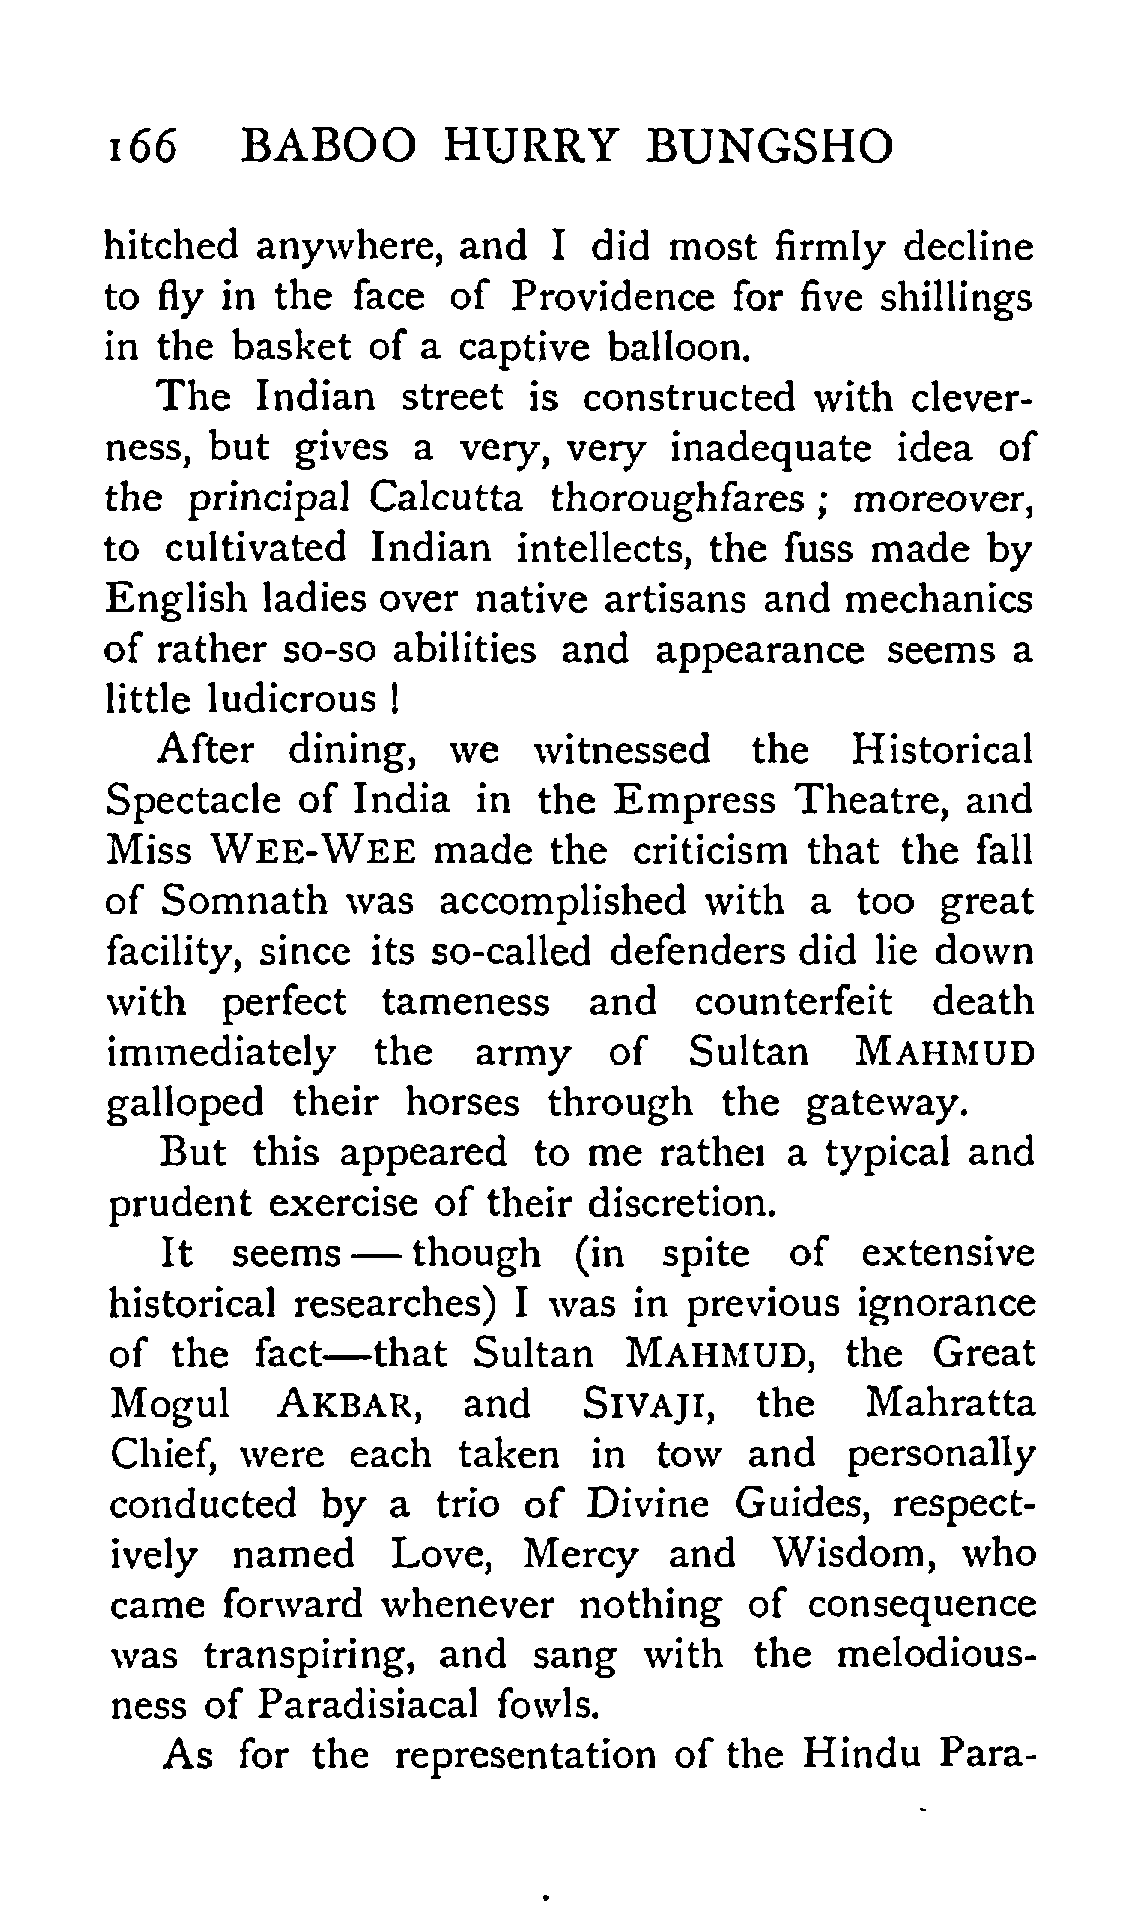 166 BABOO HURRY BUNGSHO
hitched anywhere, and I did most firmly decline
to fly in the face of Providence for five shillings
in the basket of a captive balloon.
The Indian street is constructed with clever-
ness, but gives a very, very inadequate idea of
the principal Calcutta thoroughfares ; moreover,
to cultivated Indian intellects, the fuss made by
English ladies over native artisans and mechanics
of rather so-so abilities and appearance seems a
little ludicrous !
After dining, we witnessed the Historical
Spectacle of India in the Empress Theatre, and
Miss WEE-WEE made the criticism that the fall
of Somnath was accomplished with a too great
facility, since its so-called defenders did lie down
with perfect tameness and counterfeit death
immediately the army of Sultan MAHMUD
galloped their horses through the gateway.
But this appeared to me rather a typical and
prudent exercise of their discretion.
It seems — though (in spite of extensive
historical researches) I was in previous ignorance
of the fact—that Sultan MAHMUD, the Great
Mogul AKBAR, and SIVAJI, the Mahratta
Chief, were each taken in tow and personally
conducted by a trio of Divine Guides, respect-
ively named Love, Mercy and Wisdom, who
came forward whenever nothing of consequence
was transpiring, and sang with the melodious-
ness of Paradisiacal fowls.
As for the representation of the Hindu Para-